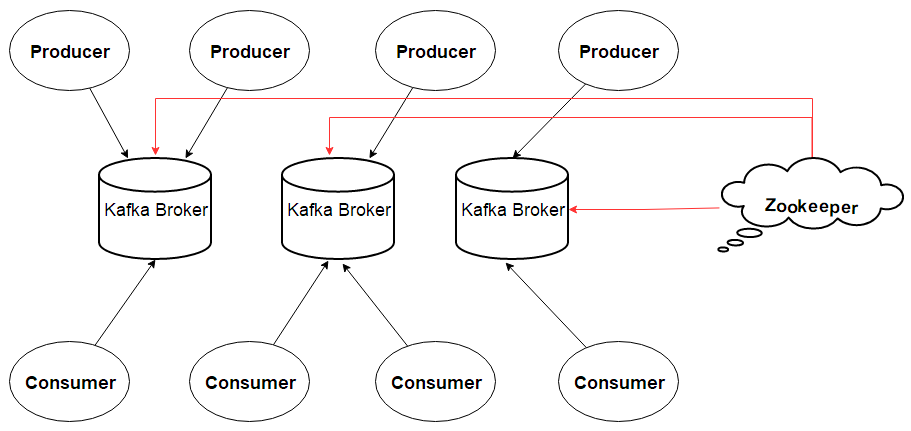 Producer
Producer
Producer
Producer
Kafka Broker
Kafka Broker
Kafka Broker
Zookeeper
Consumer
Consumer
Consumer
Consumer